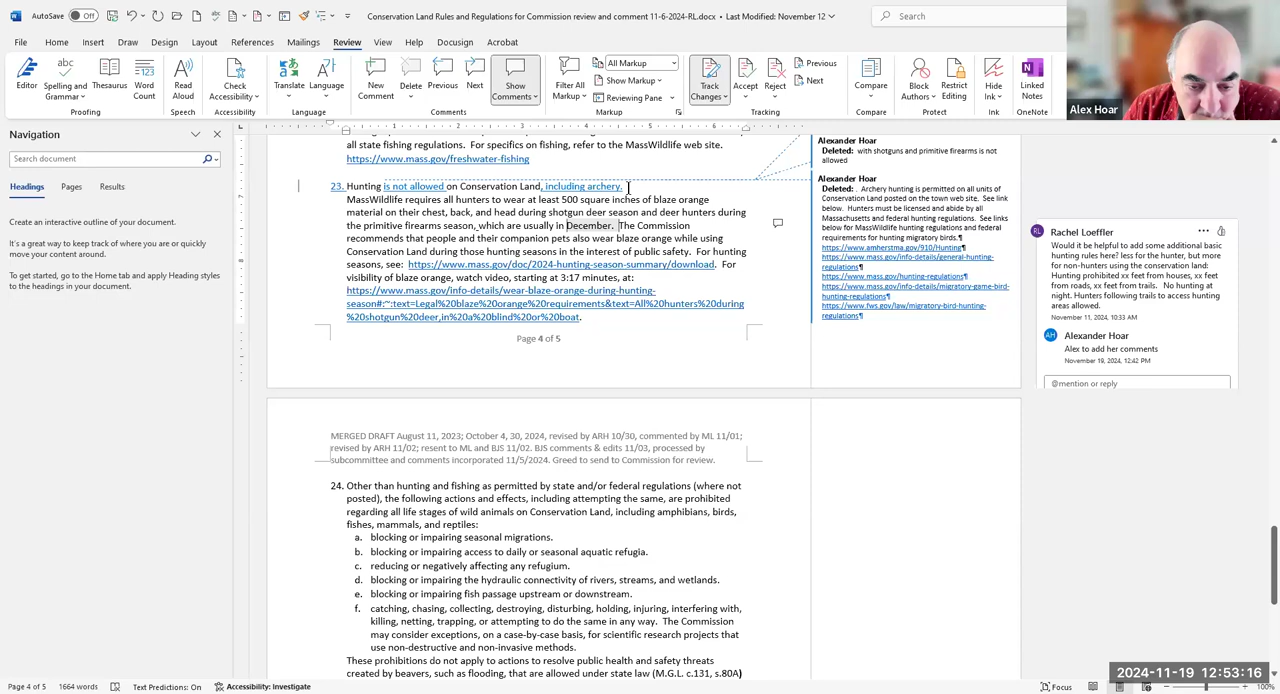 Word
AutoSave
Off
Conservation Land Rules and Regulations for Commission review and comment 11-6-2024-RL.docx • Last Modified: November 12
Search
File Home Insert Draw Design Layout References Mailings Review View Help Docusign Acrobat
Editor
Spelling and Grammar
Thesaurus
Word Count
Read Aloud
Check Accessibility
Translate
Language
New Comment
Delete
Previous
Next
Show Comments
Filter All Markup
All Markup
Show Markup
Reviewing Pane
Track Changes
Accept
Reject
Previous
Next
Compare
Block Authors
Restrict Editing
Hide Ink
Linked Notes
Proofing Speech Accessibility Language Comments Markup Tracking Changes Compare Protect Ink OneNote
Alex Hoar
Navigation
Search document
Headings Pages Results
Create an interactive outline of your document.
It's a great way to keep track of where you are or quickly
move your content around.
To get started, go to the Home tab and apply Heading styles
to the headings in your document.
all state fishing regulations. For specifics on fishing, refer to the MassWildlife web site.
https://www.mass.gov/freshwater-fishing
23. Hunting is not allowed on Conservation Land, including archery.
MassWildlife requires all hunters to wear at least 500 square inches of blaze orange
material on their chest, back, and head during shotgun deer season and deer hunters during
the primitive firearms season, which are usually in December. The Commission
recommends that people and their companion pets also wear blaze orange while using
Conservation Land during those hunting seasons in the interest of public safety. For hunting
seasons, see: https://www.mass.gov/doc/2024-hunting-season-summary/download. For
visibility of blaze orange, watch video, starting at 3:17 minutes, at:
https://www.mass.gov/info-details/wear-blaze-orange-during-hunting-
season#:~:text=Legal%20blaze%20orange%20requirements&text=All%20hunters%20during
%20shotgun%20deer,in%20a%20blind%20or%20boat.
Page 4 of 5
Alexander Hoar
Deleted: with shotguns and primitive firearms is not
allowed
Alexander Hoar
Deleted: . Archery hunting is permitted on all units of
Conservation Land posted on the town web site. See link
below. Hunters must be licensed and abide by all
Massachusetts and federal hunting regulations. See links
below for MassWildlife hunting regulations and federal
requirements for hunting migratory birds.¶
https://www.amherstma.gov/910/Hunting¶
https://www.mass.gov/info-details/general-hunting-
regulations¶
https://www.mass.gov/hunting-regulations¶
https://www.mass.gov/info-details/migratory-game-bird-
hunting-regulations¶
https://www.fws.gov/law/migratory-bird-hunting-
regulations¶
RL Rachel Loeffler
Would it be helpful to add some additional basic
hunting rules here? less for the hunter, but more
for non-hunters using the conservation land:
Hunting prohibited xx feet from houses, xx feet
from roads, xx feet from trails. No hunting at
night. Hunters following trails to access hunting
areas allowed.
November 11, 2024, 10:33 AM
AH Alexander Hoar
Alex to add her comments
November 19, 2024, 12:42 PM
@mention or reply
MERGED DRAFT August 11, 2023; October 4, 30, 2024, revised by ARH 10/30, commented by ML 11/01;
revised by ARH 11/02; resent to ML and BJS 11/02. BJS comments & edits 11/03, processed by
subcommittee and comments incorporated 11/5/2024. Greed to send to Commission for review.
24. Other than hunting and fishing as permitted by state and/or federal regulations (where not
posted), the following actions and effects, including attempting the same, are prohibited
regarding all life stages of wild animals on Conservation Land, including amphibians, birds,
fishes, mammals, and reptiles:
a. blocking or impairing seasonal migrations.
b. blocking or impairing access to daily or seasonal aquatic refugia.
c. reducing or negatively affecting any refugium.
d. blocking or impairing the hydraulic connectivity of rivers, streams, and wetlands.
e. blocking or impairing fish passage upstream or downstream.
f. catching, chasing, collecting, destroying, disturbing, holding, injuring, interfering with,
killing, netting, trapping, or attempting to do the same in any way. The Commission
may consider exceptions, on a case-by-case basis, for scientific research projects that
use non-destructive and non-invasive methods.
These prohibitions do not apply to actions to resolve public health and safety threats
created by beavers, such as flooding, that are allowed under state law (M.G.L. c.131, s.80A)
Page 4 of 5 1664 words Text Predictions: On Accessibility: Investigate
Focus
100%
2024-11-19 12:53:16